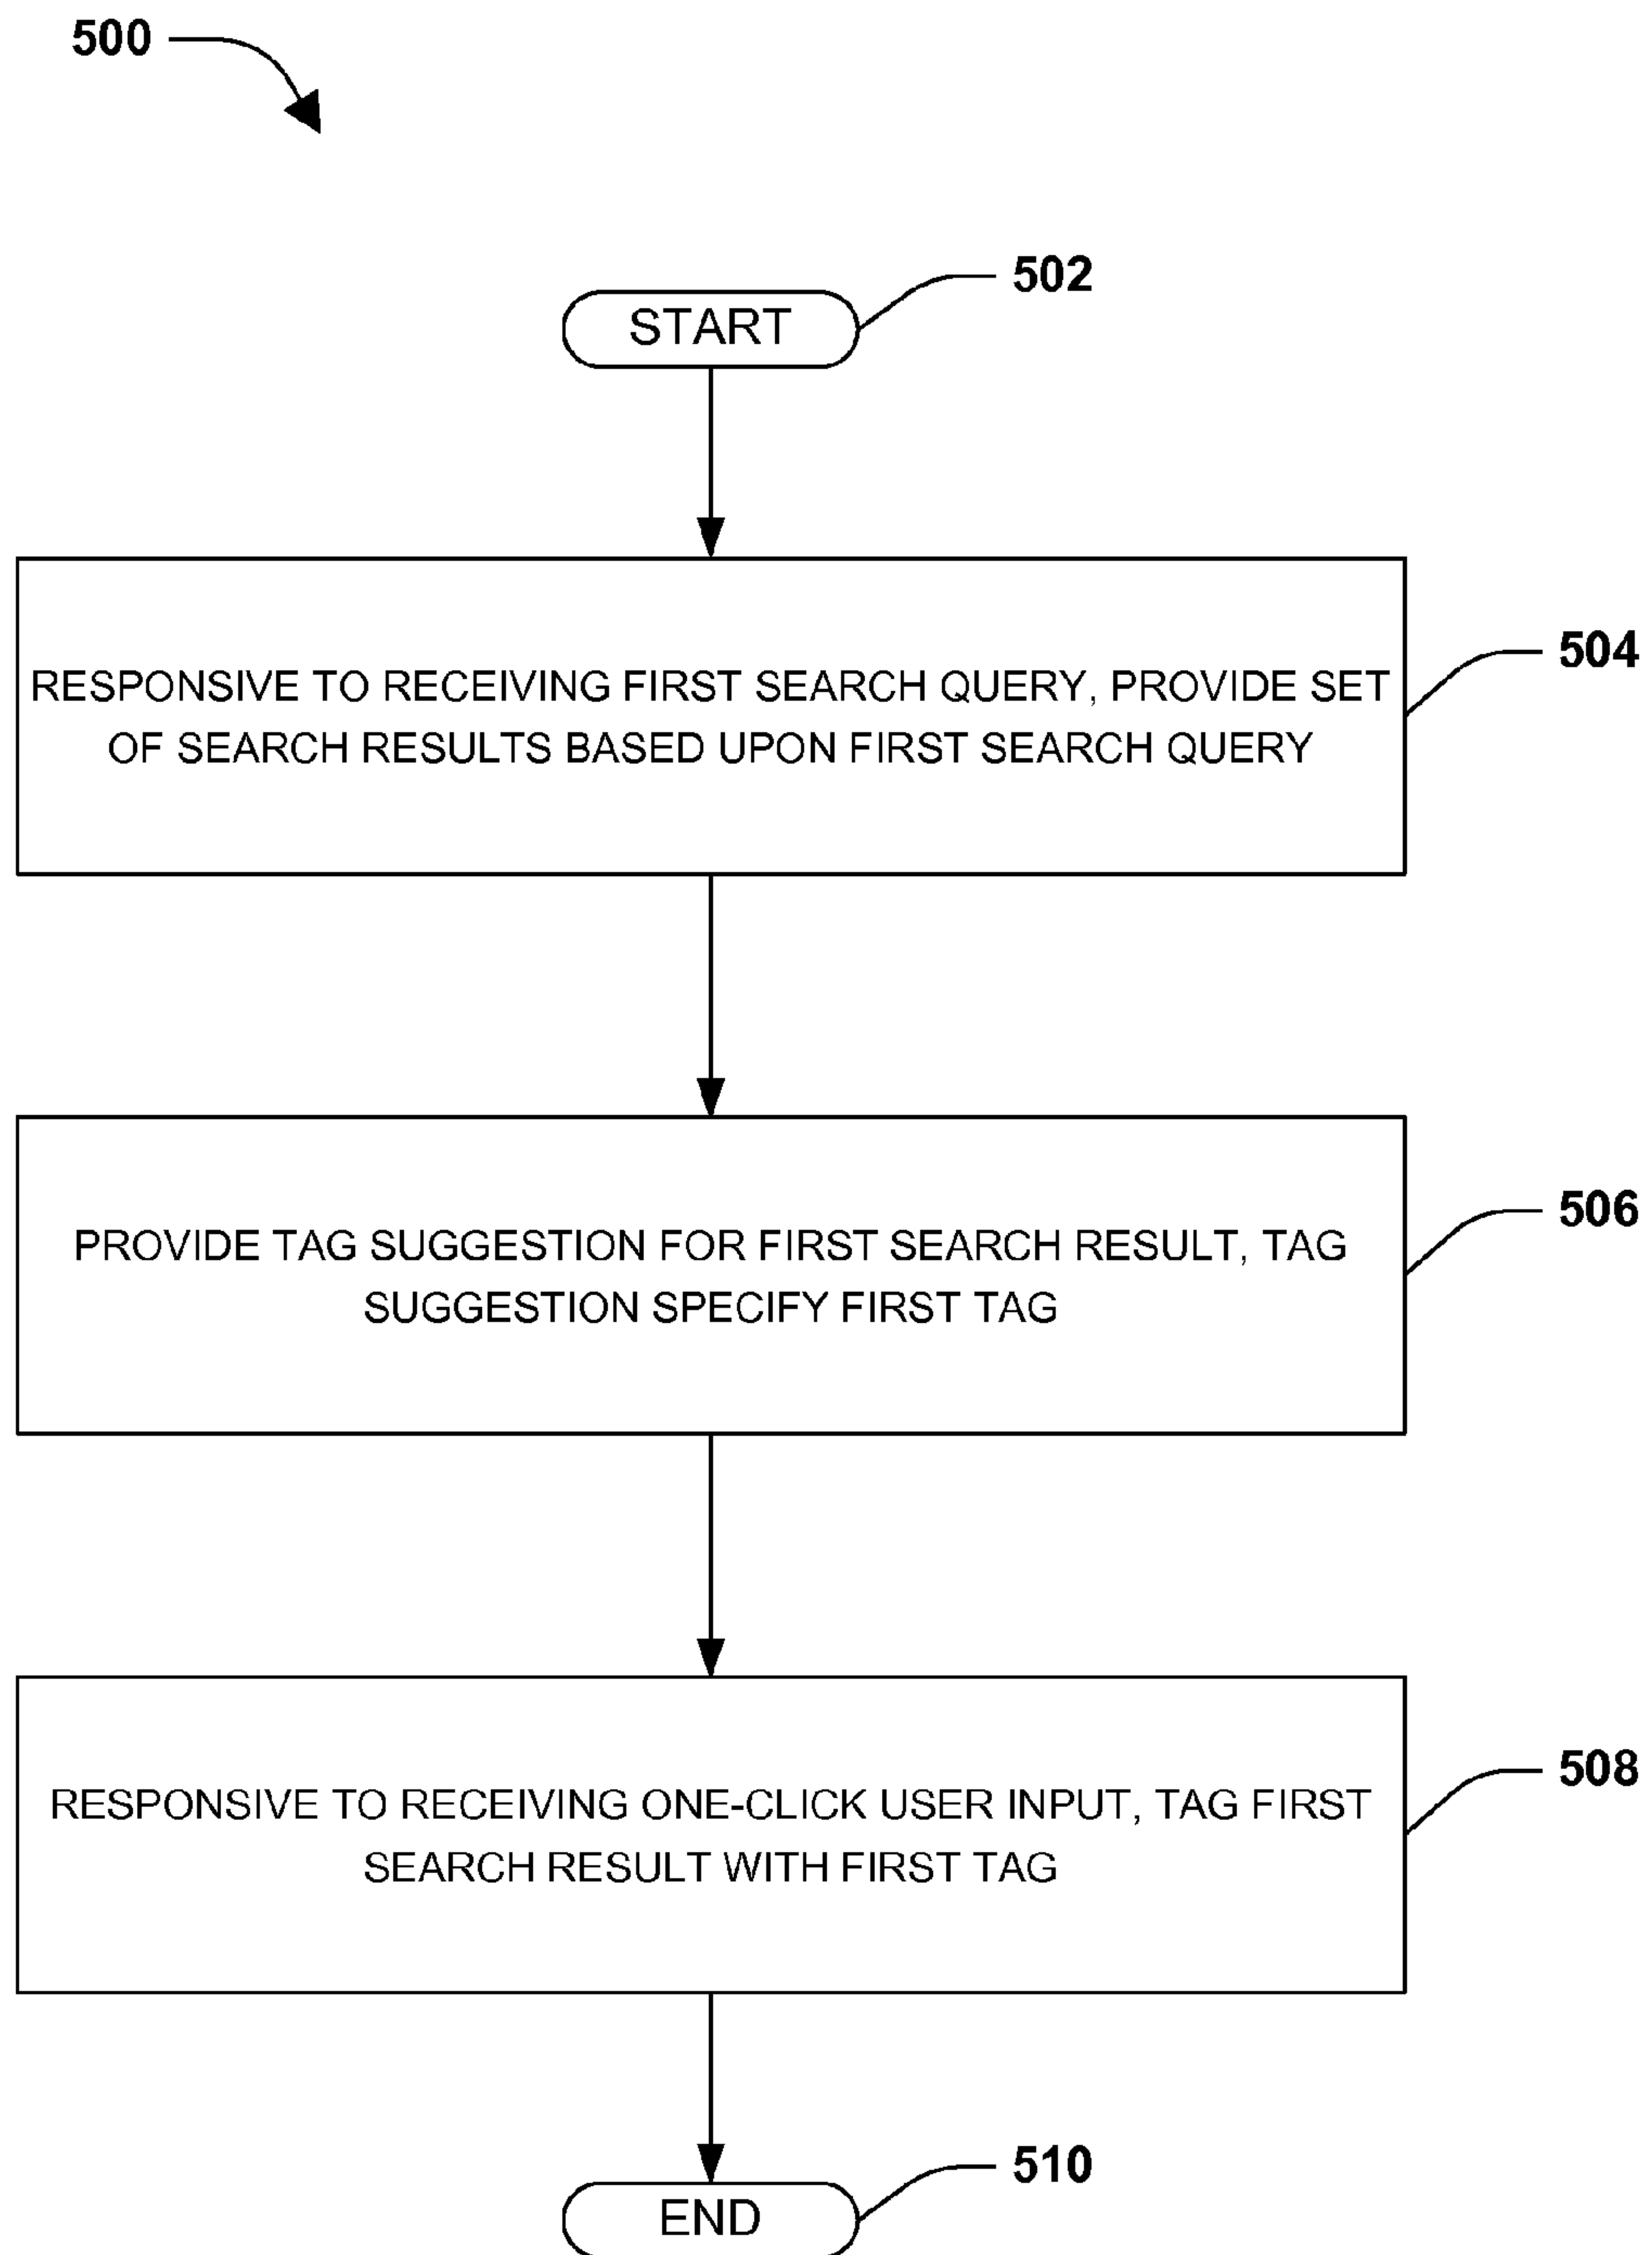 500
502
START
504
RESPONSIVE TO RECEIVING FIRST SEARCH QUERY, PROVIDE SET
OF SEARCH RESULTS BASED UPON FIRST SEARCH QUERY
506
PROVIDE TAG SUGGESTION FOR FIRST SEARCH RESULT, TAG
SUGGESTION SPECIFY FIRST TAG
508
RESPONSIVE TO RECEIVING ONE-CLICK USER INPUT, TAG FIRST
SEARCH RESULT WITH FIRST TAG
510
END